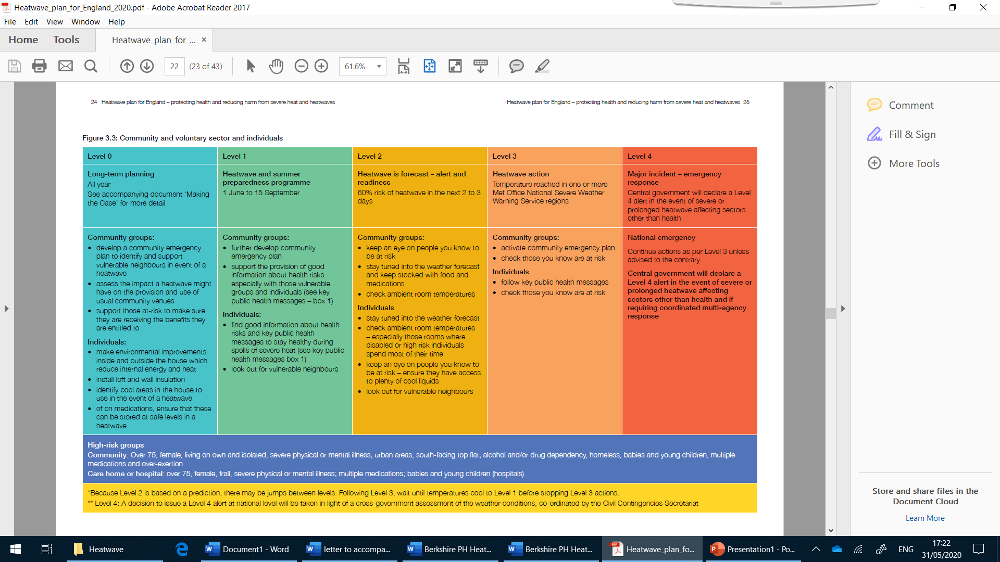 Heatwave_plan_for_England_2020.pdf - Adobe Acrobat Reader 2017
File Edit View Window Help
Home Tools Heatwave_plan_for_... ×
22 (23 of 43) 61.6%
24 Heatwave plan for England – protecting health and reducing harm from severe heat and heatwaves
Heatwave plan for England – protecting health and reducing harm from severe heat and heatwaves 25
Figure 3.3: Community and voluntary sector and individuals
Level 0
Long-term planning
All year
See accompanying document ‘Making
the Case’ for more detail
Community groups:
• develop a community emergency
plan to identify and support
vulnerable neighbours in event of a
heatwave
• assess the impact a heatwave might
have on the provision and use of
usual community venues
• support those at-risk to make sure
they are receiving the benefits they
are entitled to
Individuals:
• make environmental improvements
inside and outside the house which
reduce internal energy and heat
• install loft and wall insulation
• identify cool areas in the house to
use in the event of a heatwave
• of on medications, ensure that these
can be stored at safe levels in a
heatwave
Level 1
Heatwave and summer
preparedness programme
1 June to 15 September
Community groups:
• further develop community
emergency plan
• support the provision of good
information about health risks
especially with those vulnerable
groups and individuals (see key
public health messages – box 1)
Individuals:
• find good information about health
risks and key public health
messages to stay healthy during
spells of severe heat (see key public
health messages box 1)
• look out for vulnerable neighbours
Level 2
Heatwave is forecast – alert and
readiness
60% risk of heatwave in the next 2 to 3
days
Community groups:
• keep an eye on people you know to
be at risk
• stay tuned into the weather forecast
and keep stocked with food and
medications
• check ambient room temperatures
Individuals
• stay tuned into the weather forecast
• check ambient room temperatures
– especially those rooms where
disabled or high risk individuals
spend most of their time
• keep an eye on people you know to
be at risk – ensure they have access
to plenty of cool liquids
• look out for vulnerable neighbours
Level 3
Heatwave action
Temperature reached in one or more
Met Office National Severe Weather
Warning Service regions
Community groups:
• activate community emergency plan
• check those you know are at risk
Individuals
• follow key public health messages
• check those you know are at risk
Level 4
Major incident – emergency
response
Central government will declare a Level
4 alert in the event of severe or
prolonged heatwave affecting sectors
other than health
National emergency
Continue actions as per Level 3 unless
advised to the contrary
Central government will declare a
Level 4 alert in the event of severe or
prolonged heatwave affecting
sectors other than health and if
requiring coordinated multi-agency
response
High-risk groups
Community: Over 75, female, living on own and isolated, severe physical or mental illness; urban areas, south-facing top flat; alcohol and/or drug dependency, homeless, babies and young children, multiple
medications and over-exertion
Care home or hospital: over 75, female, frail, severe physical or mental illness; multiple medications; babies and young children (hospitals).
*Because Level 2 is based on a prediction, there may be jumps between levels. Following Level 3, wait until temperatures cool to Level 1 before stopping Level 3 actions.
** Level 4: A decision to issue a Level 4 alert at national level will be taken in light of a cross-government assessment of the weather conditions, co-ordinated by the Civil Contingencies Secretariat
Comment
Fill & Sign
More Tools
Store and share files in the
Document Cloud
Learn More
Heatwave
Document1 - Word
letter to accompa...
Berkshire PH Heat...
Berkshire PH Heat...
Heatwave_plan_fo...
Presentation1 - Po...
ENG
17:22
31/05/2020